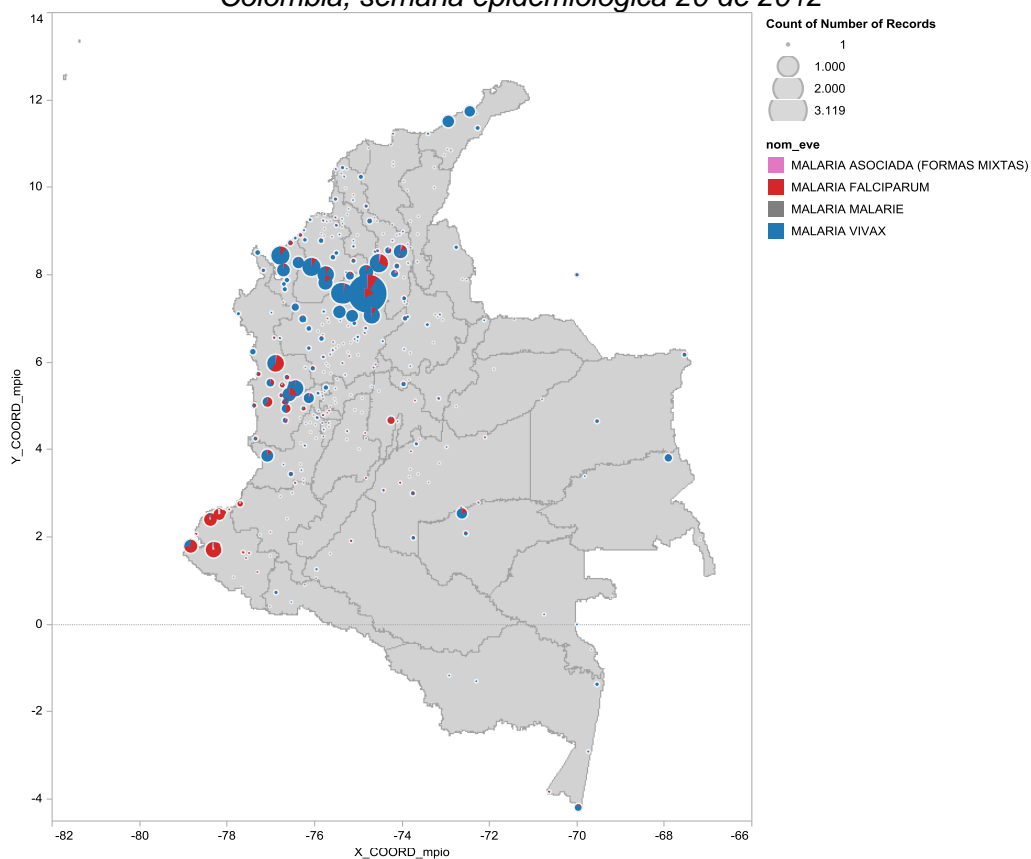 Colombia, semana epidemiológica 20 de 2012
Count of Number of Records
1
1.000
2.000
3.119
nom_eve
MALARIA ASOCIADA (FORMAS MIXTAS)
MALARIA FALCIPARUM
MALARIA MALARIE
MALARIA VIVAX
14
12
10
8
6
4
2
0
-2
-4
Y_COORD_mpio
-82
-80
-78
-76
-74
-72
-70
-68
-66
X_COORD_mpio